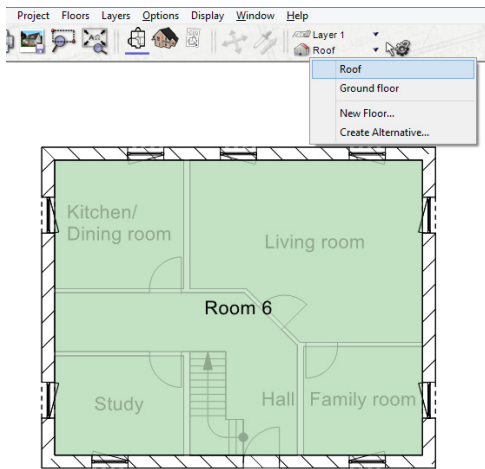 Project Floors Layers Options Display Window Help
Layer 1
Roof
Roof
Ground floor
New Floor...
Create Alternative...
Kitchen/
Dining room
Living room
Room 6
Study
Hall
Family room